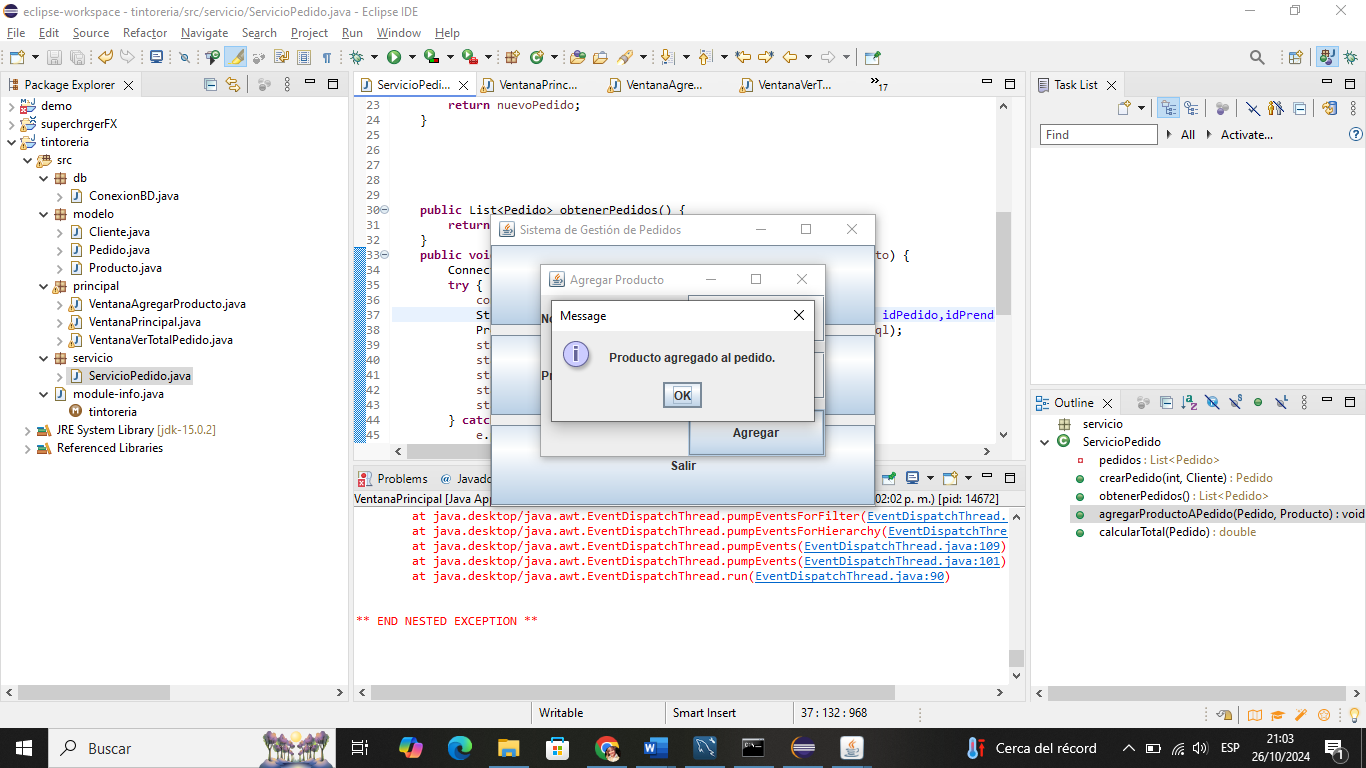 eclipse-workspace - tintoreria/src/servicio/ServicioPedido.java - Eclipse IDE
File Edit Source Refactor Navigate Search Project Run Window Help
Package Explorer
demo
superchrgerFX
tintoreria
src
db
ConexionBD.java
modelo
Cliente.java
Pedido.java
Producto.java
principal
VentanaAgregarProducto.java
VentanaPrincipal.java
VentanaVerTotalPedido.java
servicio
ServicioPedido.java
module-info.java
tintoreria
JRE System Library [jdk-15.0.2]
Referenced Libraries
ServicioPedi... VentanaPrinc... VentanaAgre... VentanaVerT... »17
23 return nuevoPedido;
24 }
25
26
27
28
29
30 public List<Pedido> obtenerPedidos() {
31 return
32 }
33 public voi to) {
34 Connec
35 try {
36 co
37 St idPedido,idPrend
38 Pr ql);
39 st
40 st
41 st
42 st
43 st
44 } catc
45 e.
Sistema de Gestión de Pedidos
Agregar Producto
No
Pr
Message
Producto agregado al pedido.
OK
Agregar
Salir
Problems @ Javado
VentanaPrincipal [Java App 02:02 p. m.) [pid: 14672]
at java.desktop/java.awt.EventDispatchThread.pumpEventsForFilter(EventDispatchThread.
at java.desktop/java.awt.EventDispatchThread.pumpEventsForHierarchy(EventDispatchThre
at java.desktop/java.awt.EventDispatchThread.pumpEvents(EventDispatchThread.java:109)
at java.desktop/java.awt.EventDispatchThread.pumpEvents(EventDispatchThread.java:101)
at java.desktop/java.awt.EventDispatchThread.run(EventDispatchThread.java:90)
** END NESTED EXCEPTION **
Task List
Find All Activate...
Outline
servicio
ServicioPedido
pedidos : List<Pedido>
crearPedido(int, Cliente) : Pedido
obtenerPedidos() : List<Pedido>
agregarProductoAPedido(Pedido, Producto) : void
calcularTotal(Pedido) : double
Writable Smart Insert 37 : 132 : 968
Buscar
Cerca del récord
ESP
21:03
26/10/2024
1